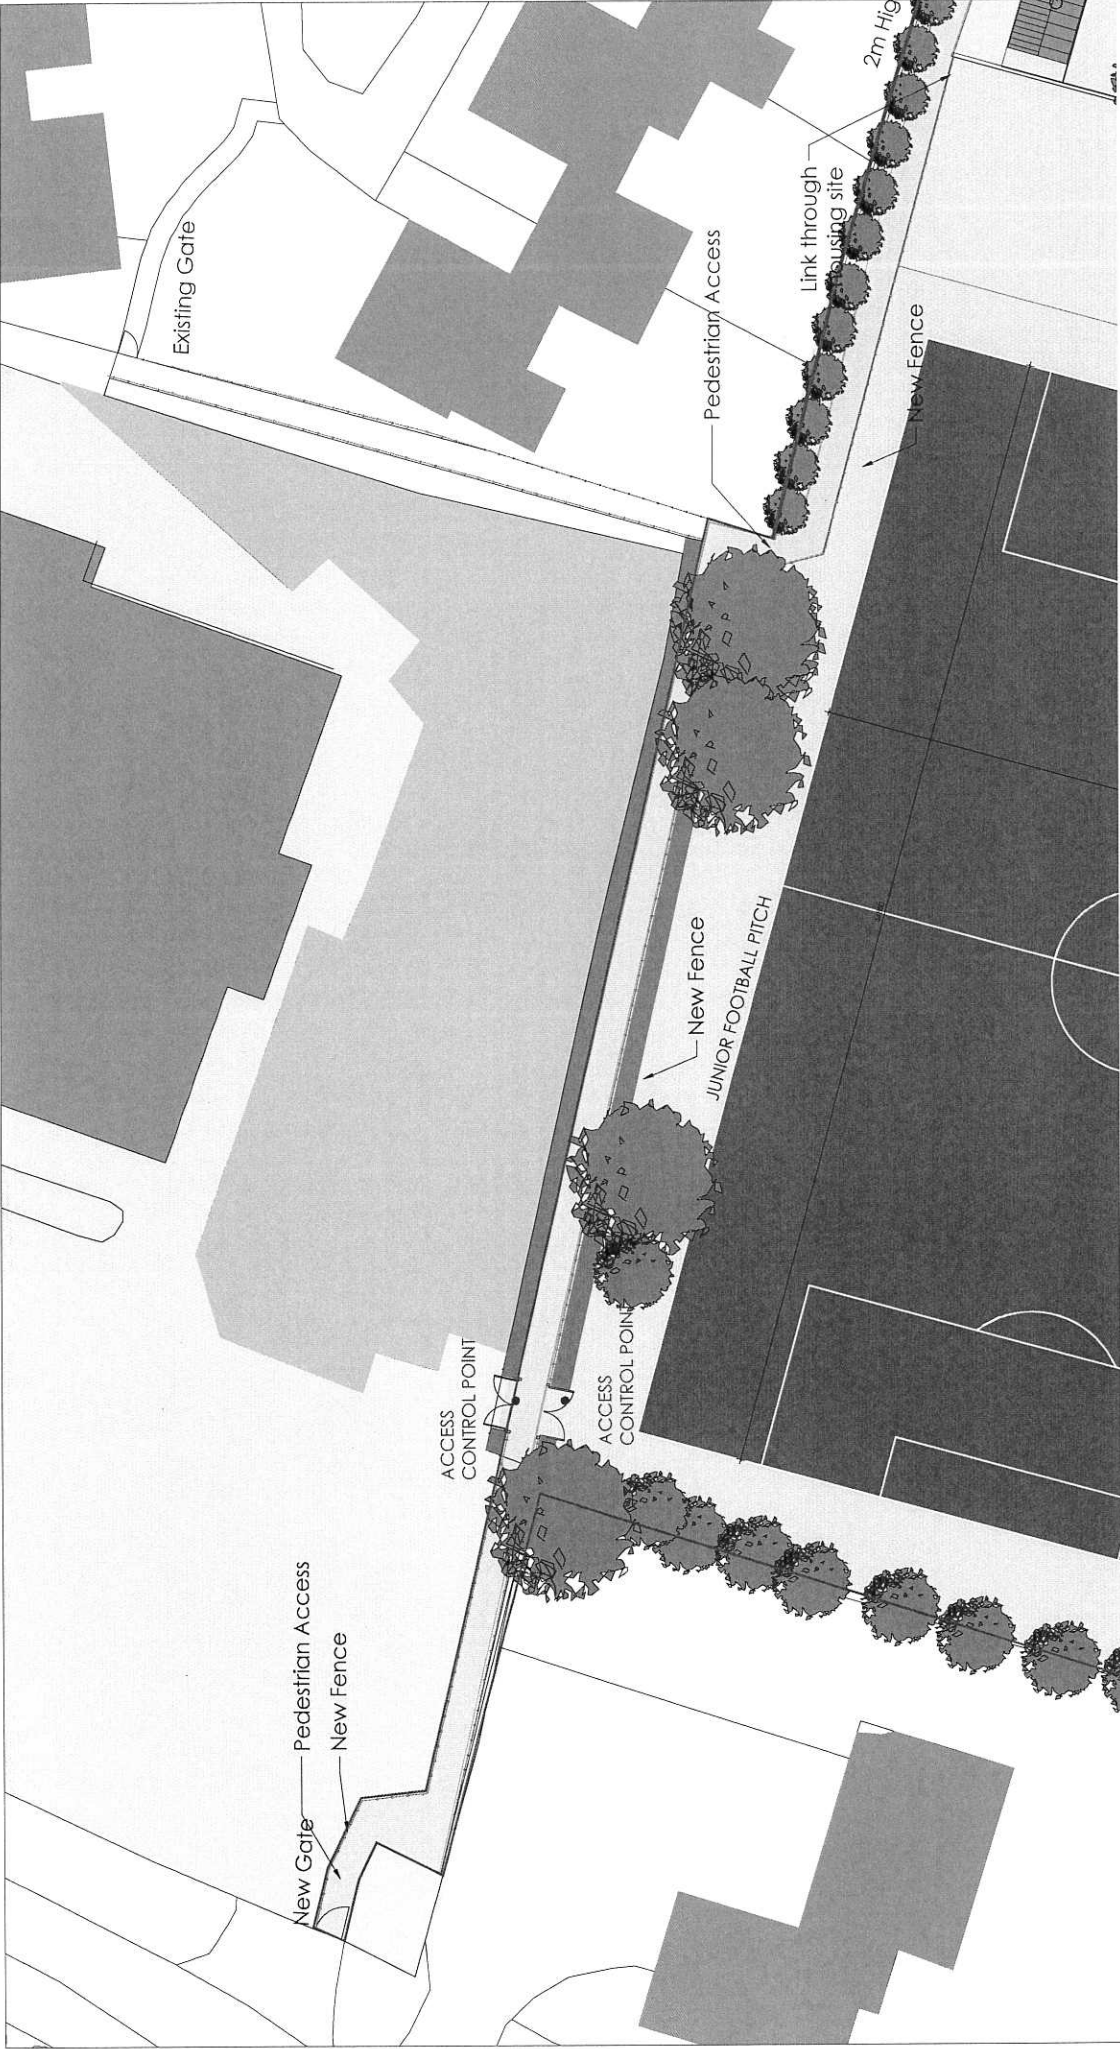 Existing Gate
2m Hig
Link through
housing site
Pedestrian Access
New Fence
New Fence
JUNIOR FOOTBALL PITCH
ACCESS
CONTROL POINT
ACCESS
CONTROL POINT
Pedestrian Access
New Fence
New Gate